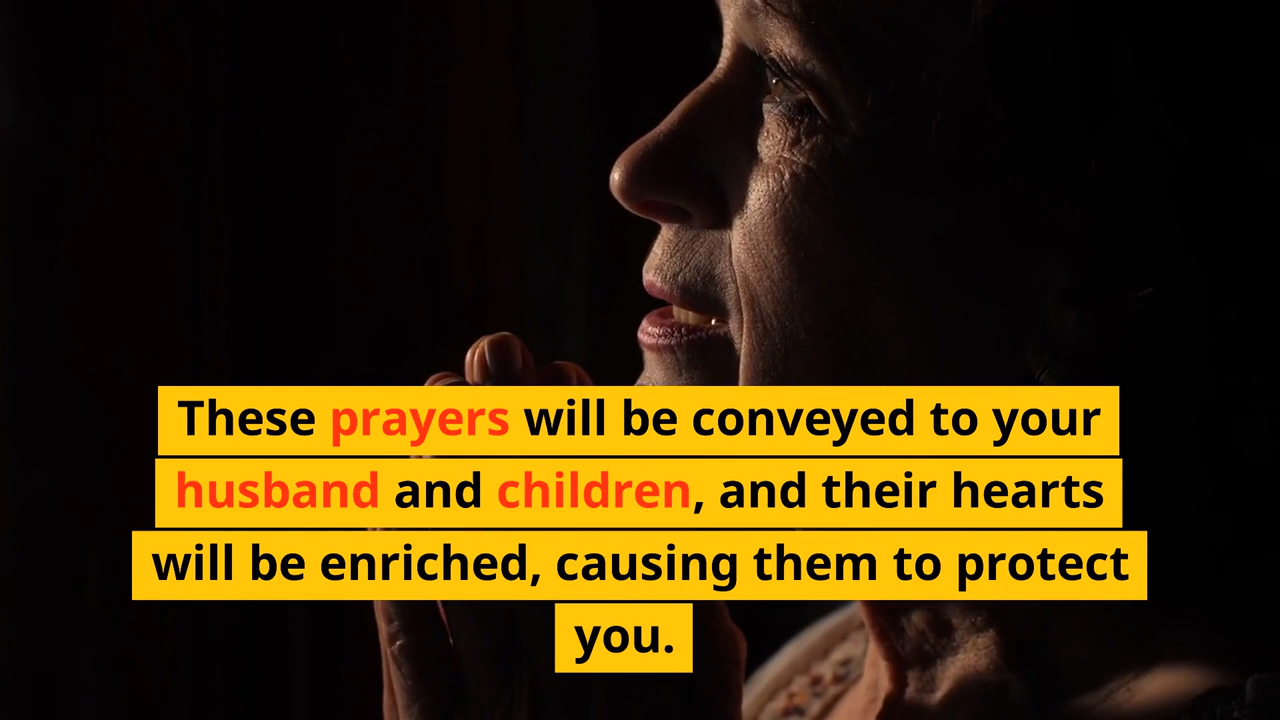 These prayers will be conveyed to your
husband and children, and their hearts
will be enriched, causing them to protect
you.